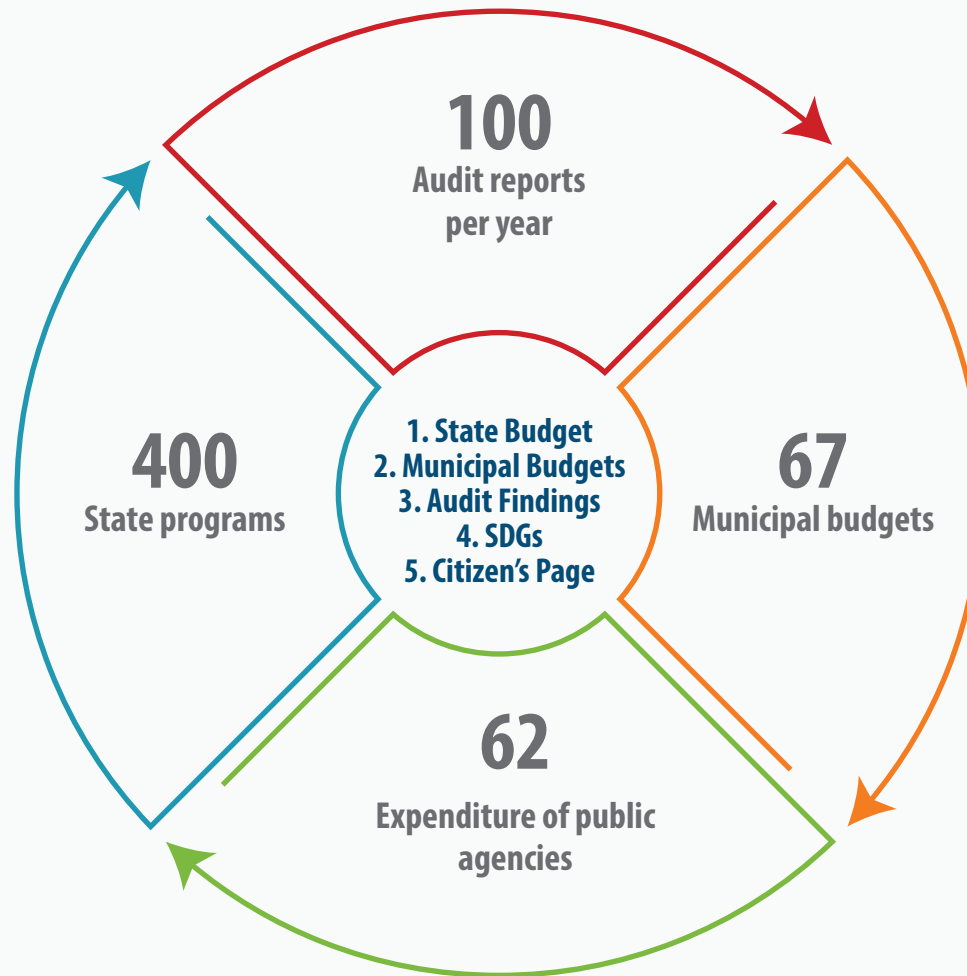 100
Audit reports
per year
400
State programs
1. State Budget
2. Municipal Budgets
3. Audit Findings
4. SDGs
5. Citizen’s Page
67
Municipal budgets
62
Expenditure of public
agencies